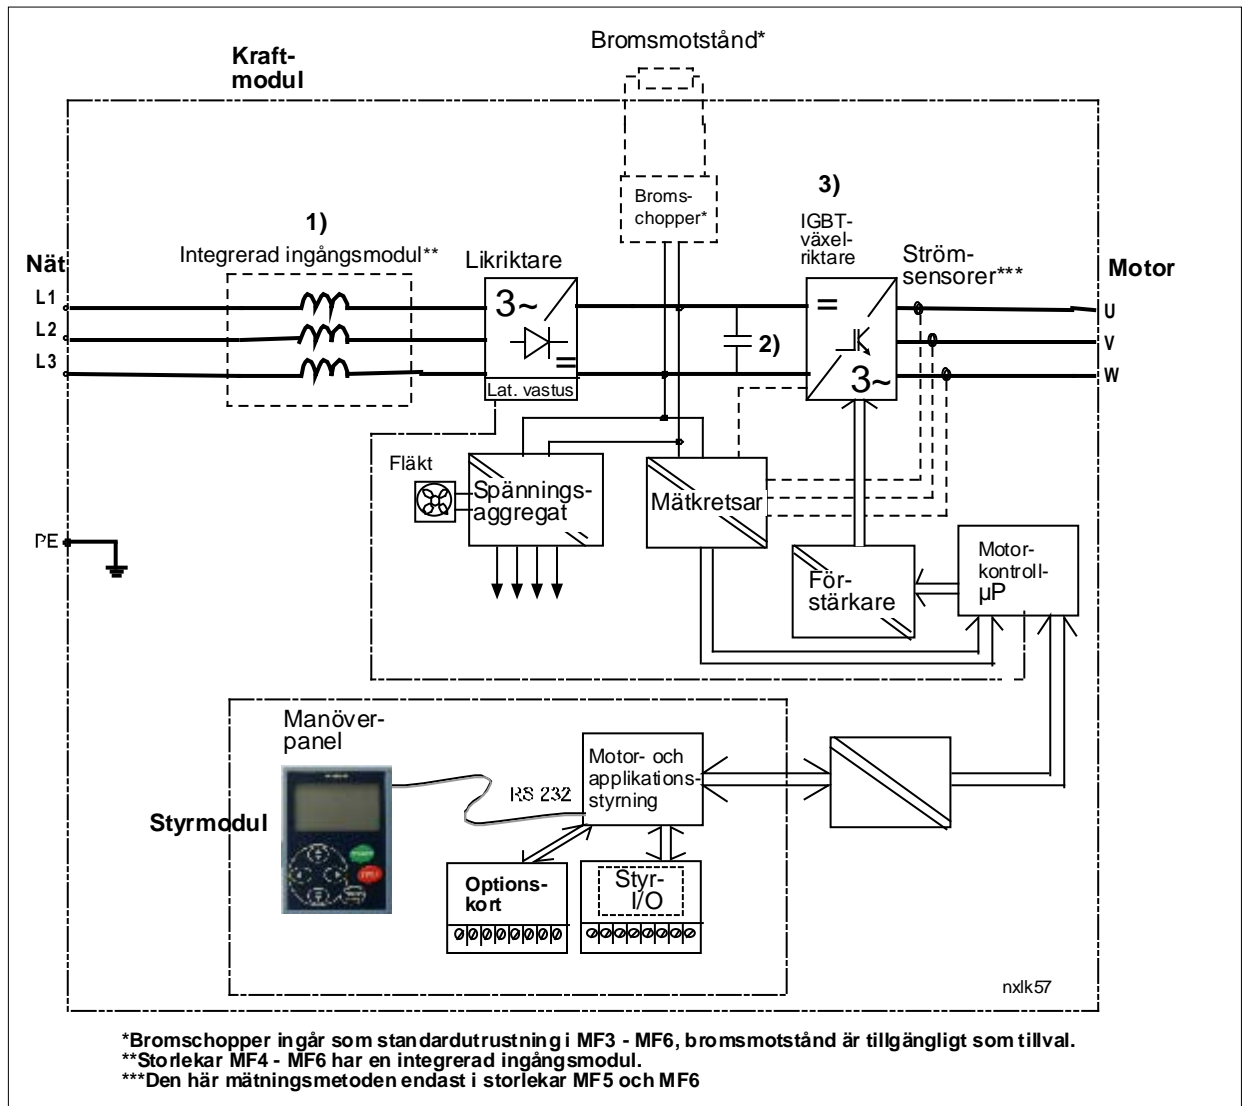 Bromsmotstånd*
Kraft-
modul
Broms-
chopper*
3)
IGBT-
växel-
riktare
1)
Integrerad ingångsmodul**
Likriktare
Ström-
sensorer***
Nät
Motor
L1
L2
L3
3~
=
Lat. vastus
2)
=
3~
U
V
W
Fläkt
Spännings-
aggregat
Mätkretsar
PE
För-
stärkare
Motor-
kontroll-
µP
Manöver-
panel
RS 232
Motor- och
applikations-
styrning
Styrmodul
Options-
kort
Styr-
I/O
nxlk57
*Bromschopper ingår som standardutrustning i MF3 - MF6, bromsmotstånd är tillgängligt som tillval.
**Storlekar MF4 - MF6 har en integrerad ingångsmodul.
***Den här mätningsmetoden endast i storlekar MF5 och MF6